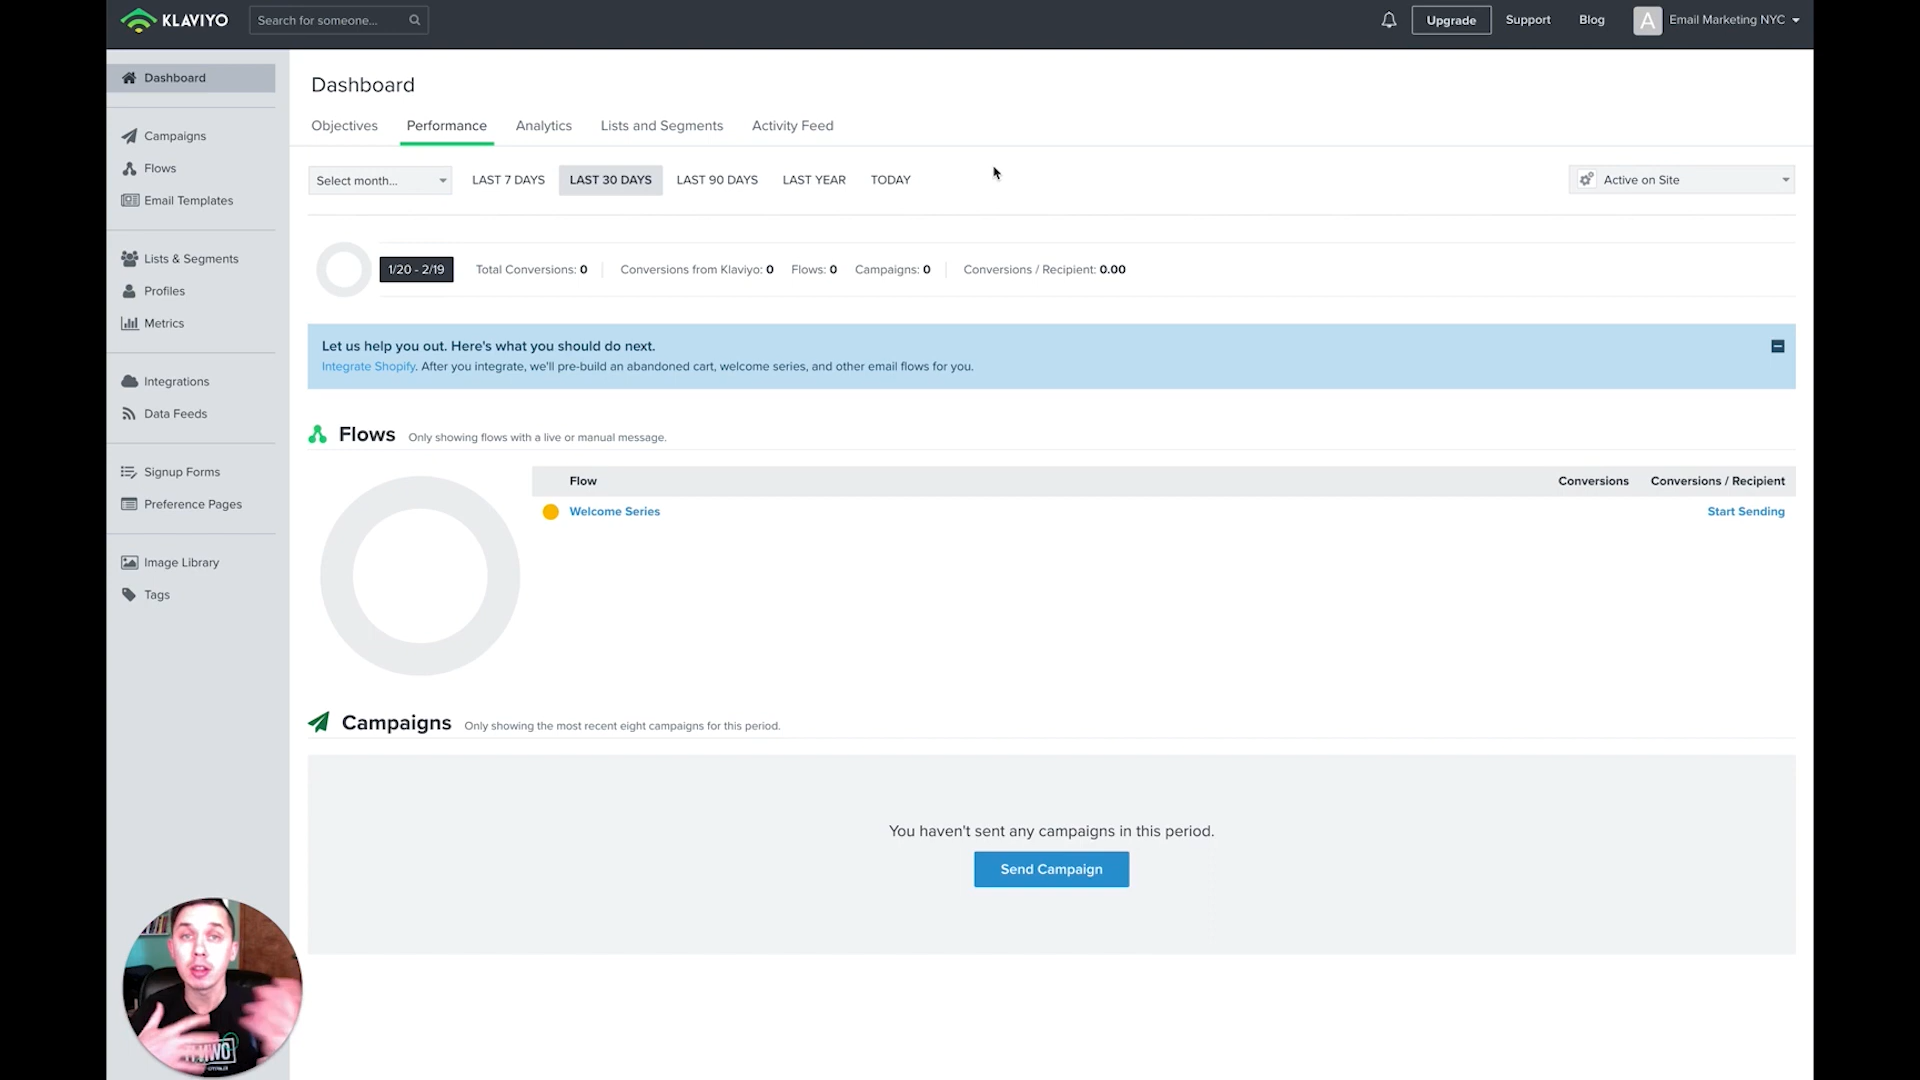 KLAVIYO
Search for someone...
Upgrade
Support
Blog
A
Email Marketing NYC
Dashboard
Campaigns
Flows
Email Templates
Lists & Segments
Profiles
Metrics
Integrations
Data Feeds
Signup Forms
Preference Pages
Image Library
Tags
Dashboard
Objectives
Performance
Analytics
Lists and Segments
Activity Feed
Select month...
LAST 7 DAYS
LAST 30 DAYS
LAST 90 DAYS
LAST YEAR
TODAY
Active on Site
1/20 - 2/19
Total Conversions: 0
Conversions from Klaviyo: 0
Flows: 0
Campaigns: 0
Conversions / Recipient: 0.00
Let us help you out. Here's what you should do next.
Integrate Shopify. After you integrate, we'll pre-build an abandoned cart, welcome series, and other email flows for you.
Flows
Only showing flows with a live or manual message.
Flow
Conversions
Conversions / Recipient
Welcome Series
Start Sending
Campaigns
Only showing the most recent eight campaigns for this period.
You haven't sent any campaigns in this period.
Send Campaign